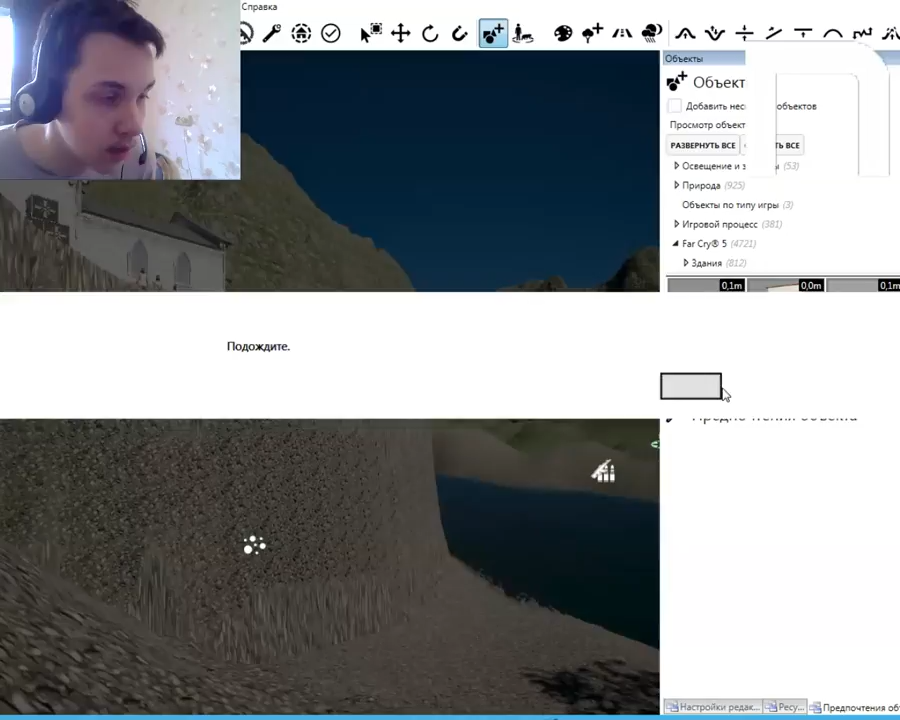 Справка
Объекты
Объект
Добавить нес объектов
Просмотр объект
РАЗВЕРНУТЬ ВСЕ ТЬ ВСЕ
Освещение и з (53)
Природа (925)
Объекты по типу игры (3)
Игровой процесс (381)
Far Cry® 5 (4721)
Здания (812)
0,1m 0,0m 0,1m
Подождите.
Настройки редак... Ресу... Предпочтения об